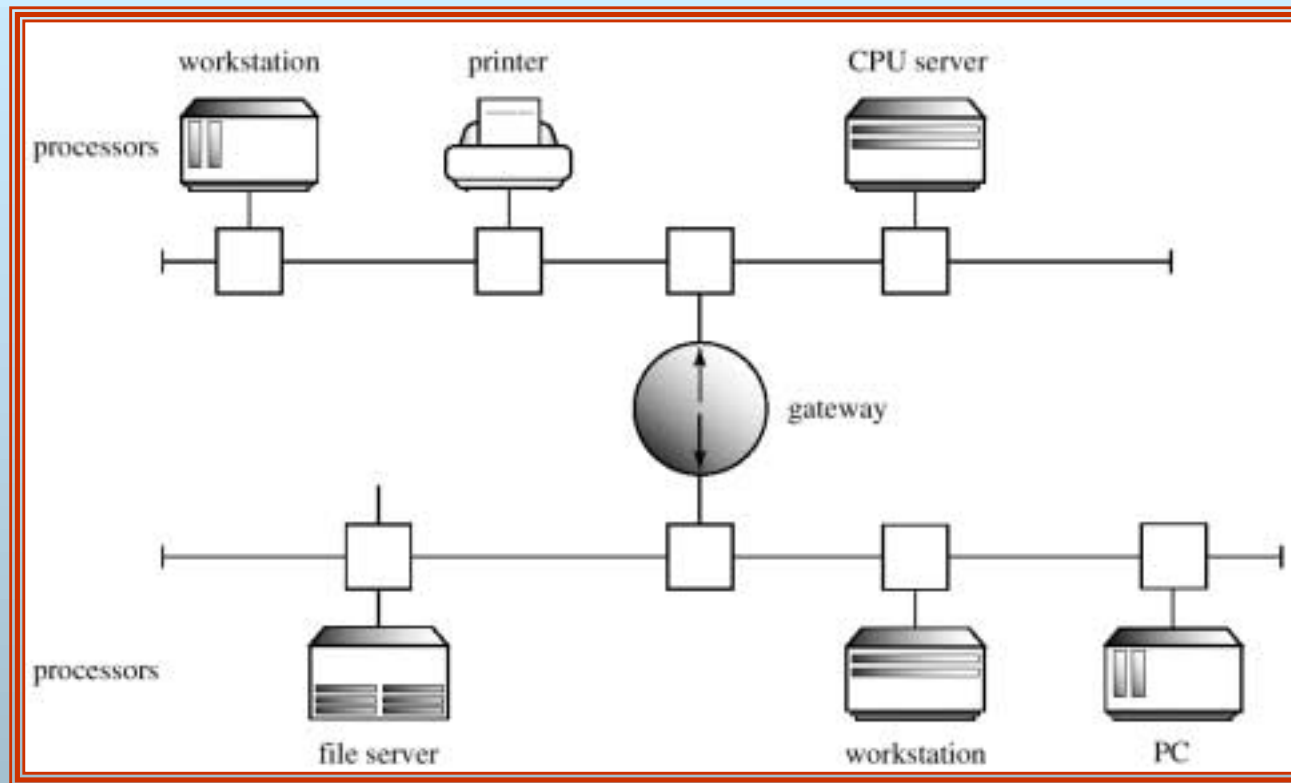 workstation
printer
CPU server
processors
gateway
processors
file server
workstation
PC